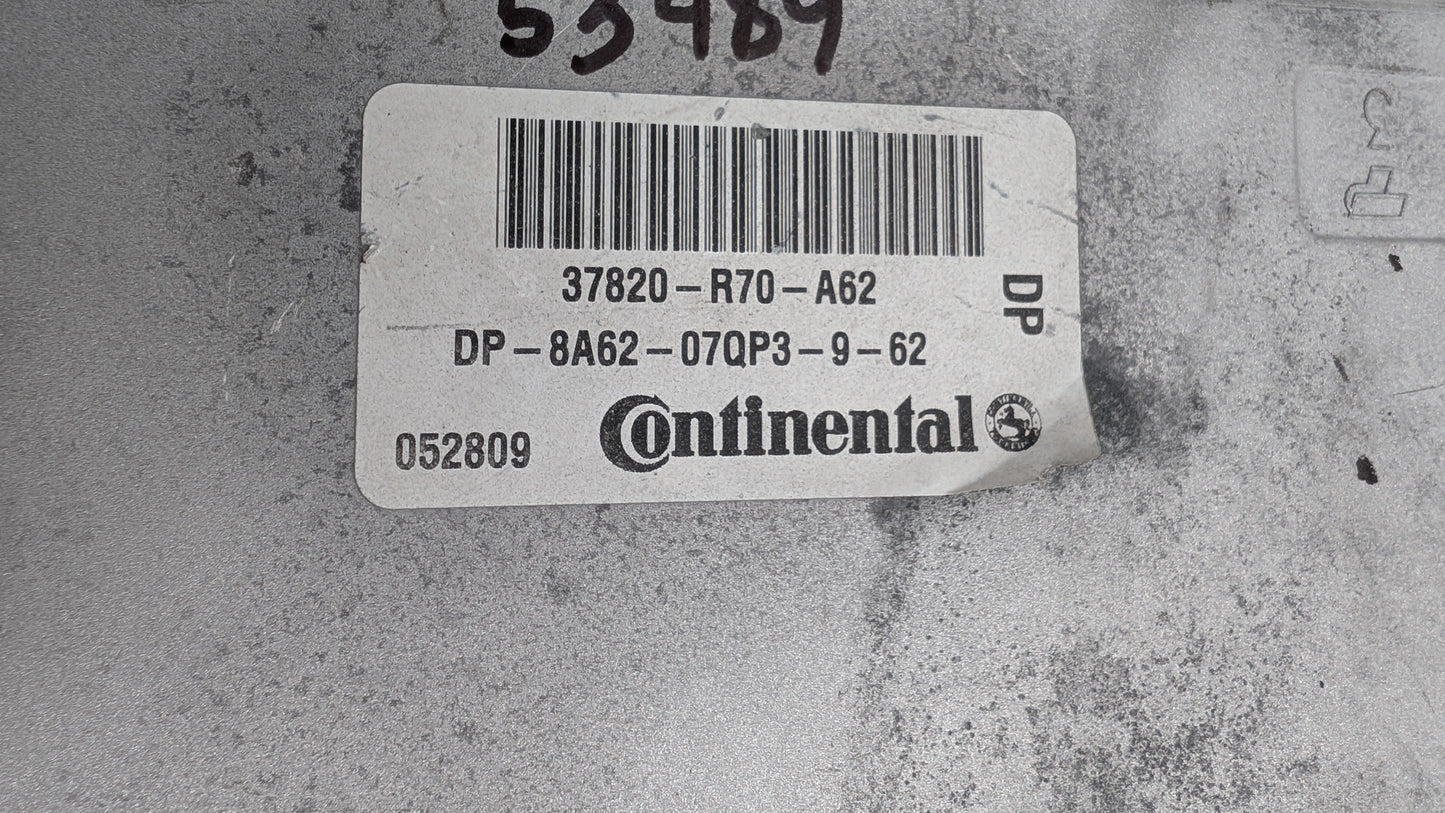 53989
37820-R70-A62
DP
DP-8A62-07QP3-9-62
052809
Continental